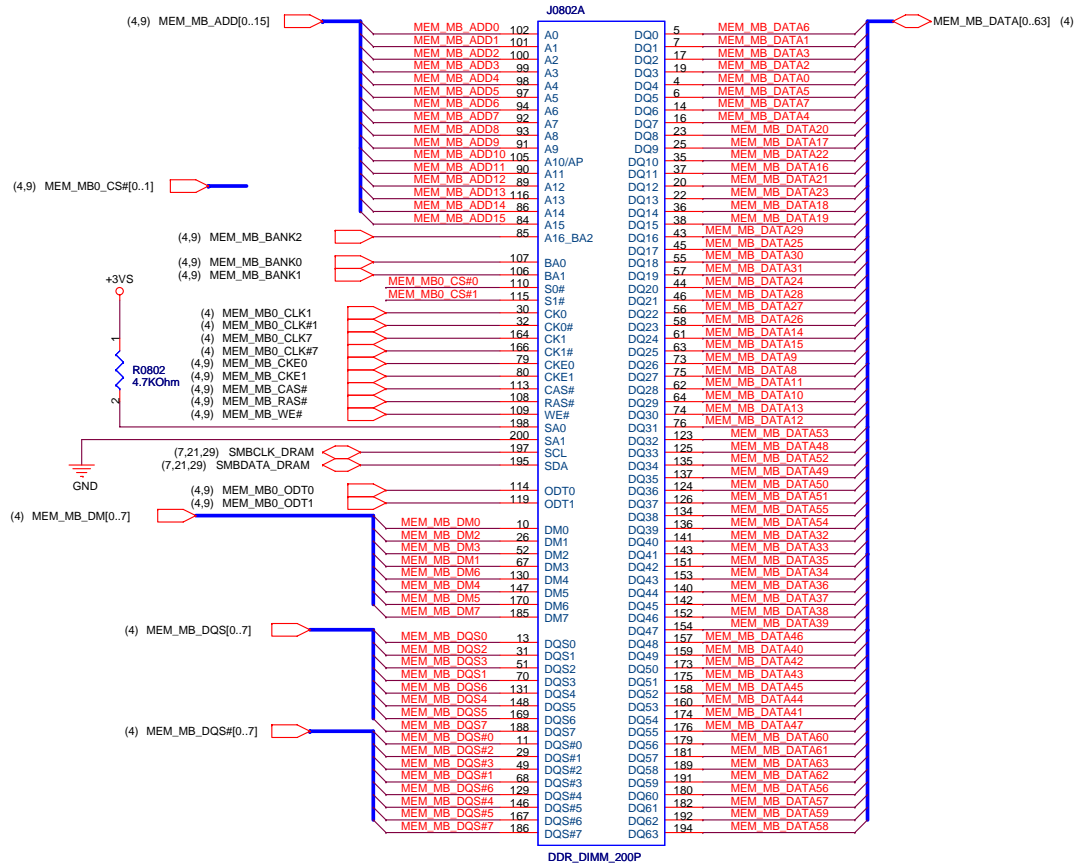 J0802A
(4,9) MEM_MB_ADD[0..15]
MEM_MB_DATA[0..63] (4)
MEM_MB_ADD0 102 A0 DQ0 5 MEM_MB_DATA6
MEM_MB_ADD1 101 A1 DQ1 7 MEM_MB_DATA1
MEM_MB_ADD2 100 A2 DQ2 17 MEM_MB_DATA3
MEM_MB_ADD3 99 A3 DQ3 19 MEM_MB_DATA2
MEM_MB_ADD4 98 A4 DQ4 4 MEM_MB_DATA0
MEM_MB_ADD5 97 A5 DQ5 6 MEM_MB_DATA5
MEM_MB_ADD6 94 A6 DQ6 14 MEM_MB_DATA7
MEM_MB_ADD7 92 A7 DQ7 16 MEM_MB_DATA4
MEM_MB_ADD8 93 A8 DQ8 23 MEM_MB_DATA20
MEM_MB_ADD9 91 A9 DQ9 25 MEM_MB_DATA17
MEM_MB_ADD10 105 A10/AP DQ10 35 MEM_MB_DATA22
MEM_MB_ADD11 90 A11 DQ11 37 MEM_MB_DATA16
(4,9) MEM_MB0_CS#[0..1]
MEM_MB_ADD12 89 A12 DQ12 20 MEM_MB_DATA21
MEM_MB_ADD13 116 A13 DQ13 22 MEM_MB_DATA23
MEM_MB_ADD14 86 A14 DQ14 36 MEM_MB_DATA18
MEM_MB_ADD15 84 A15 DQ15 38 MEM_MB_DATA19
(4,9) MEM_MB_BANK2 85 A16_BA2 DQ16 43 MEM_MB_DATA29
DQ17 45 MEM_MB_DATA25
(4,9) MEM_MB_BANK0 107 BA0 DQ18 55 MEM_MB_DATA30
(4,9) MEM_MB_BANK1 106 BA1 DQ19 57 MEM_MB_DATA31
MEM_MB0_CS#0 110 S0# DQ20 44 MEM_MB_DATA24
MEM_MB0_CS#1 115 S1# DQ21 46 MEM_MB_DATA28
+3VS
(4) MEM_MB0_CLK1 30 CK0 DQ22 56 MEM_MB_DATA27
(4) MEM_MB0_CLK#1 32 CK0# DQ23 58 MEM_MB_DATA26
(4) MEM_MB0_CLK7 164 CK1 DQ24 61 MEM_MB_DATA14
(4) MEM_MB0_CLK#7 166 CK1# DQ25 63 MEM_MB_DATA15
(4,9) MEM_MB_CKE0 79 CKE0 DQ26 73 MEM_MB_DATA9
(4,9) MEM_MB_CKE1 80 CKE1 DQ27 75 MEM_MB_DATA8
(4,9) MEM_MB_CAS# 113 CAS# DQ28 62 MEM_MB_DATA11
(4,9) MEM_MB_RAS# 108 RAS# DQ29 64 MEM_MB_DATA10
(4,9) MEM_MB_WE# 109 WE# DQ30 74 MEM_MB_DATA13
1
R0802
4.7KOhm
2
198 SA0 DQ31 76 MEM_MB_DATA12
200 SA1 DQ32 123 MEM_MB_DATA53
(7,21,29) SMBCLK_DRAM 197 SCL DQ33 125 MEM_MB_DATA48
(7,21,29) SMBDATA_DRAM 195 SDA DQ34 135 MEM_MB_DATA52
GND
DQ35 137 MEM_MB_DATA49
(4,9) MEM_MB0_ODT0 114 ODT0 DQ36 124 MEM_MB_DATA50
(4,9) MEM_MB0_ODT1 119 ODT1 DQ37 126 MEM_MB_DATA51
(4) MEM_MB_DM[0..7]
DQ38 134 MEM_MB_DATA55
MEM_MB_DM0 10 DM0 DQ39 136 MEM_MB_DATA54
MEM_MB_DM2 26 DM1 DQ40 141 MEM_MB_DATA32
MEM_MB_DM3 52 DM2 DQ41 143 MEM_MB_DATA33
MEM_MB_DM1 67 DM3 DQ42 151 MEM_MB_DATA35
MEM_MB_DM6 130 DM4 DQ43 153 MEM_MB_DATA34
MEM_MB_DM4 147 DM5 DQ44 140 MEM_MB_DATA36
MEM_MB_DM5 170 DM6 DQ45 142 MEM_MB_DATA37
MEM_MB_DM7 185 DM7 DQ46 152 MEM_MB_DATA38
(4) MEM_MB_DQS[0..7]
DQ47 154 MEM_MB_DATA39
MEM_MB_DQS0 13 DQS0 DQ48 157 MEM_MB_DATA46
MEM_MB_DQS2 31 DQS1 DQ49 159 MEM_MB_DATA40
MEM_MB_DQS3 51 DQS2 DQ50 173 MEM_MB_DATA42
MEM_MB_DQS1 70 DQS3 DQ51 175 MEM_MB_DATA43
MEM_MB_DQS6 131 DQS4 DQ52 158 MEM_MB_DATA45
MEM_MB_DQS4 148 DQS5 DQ53 160 MEM_MB_DATA44
MEM_MB_DQS5 169 DQS6 DQ54 174 MEM_MB_DATA41
MEM_MB_DQS7 188 DQS7 DQ55 176 MEM_MB_DATA47
(4) MEM_MB_DQS#[0..7]
MEM_MB_DQS#0 11 DQS#0 DQ56 179 MEM_MB_DATA60
MEM_MB_DQS#2 29 DQS#1 DQ57 181 MEM_MB_DATA61
MEM_MB_DQS#3 49 DQS#2 DQ58 189 MEM_MB_DATA63
MEM_MB_DQS#1 68 DQS#3 DQ59 191 MEM_MB_DATA62
MEM_MB_DQS#6 129 DQS#4 DQ60 180 MEM_MB_DATA56
MEM_MB_DQS#4 146 DQS#5 DQ61 182 MEM_MB_DATA57
MEM_MB_DQS#5 167 DQS#6 DQ62 192 MEM_MB_DATA59
MEM_MB_DQS#7 186 DQS#7 DQ63 194 MEM_MB_DATA58
DDR_DIMM_200P